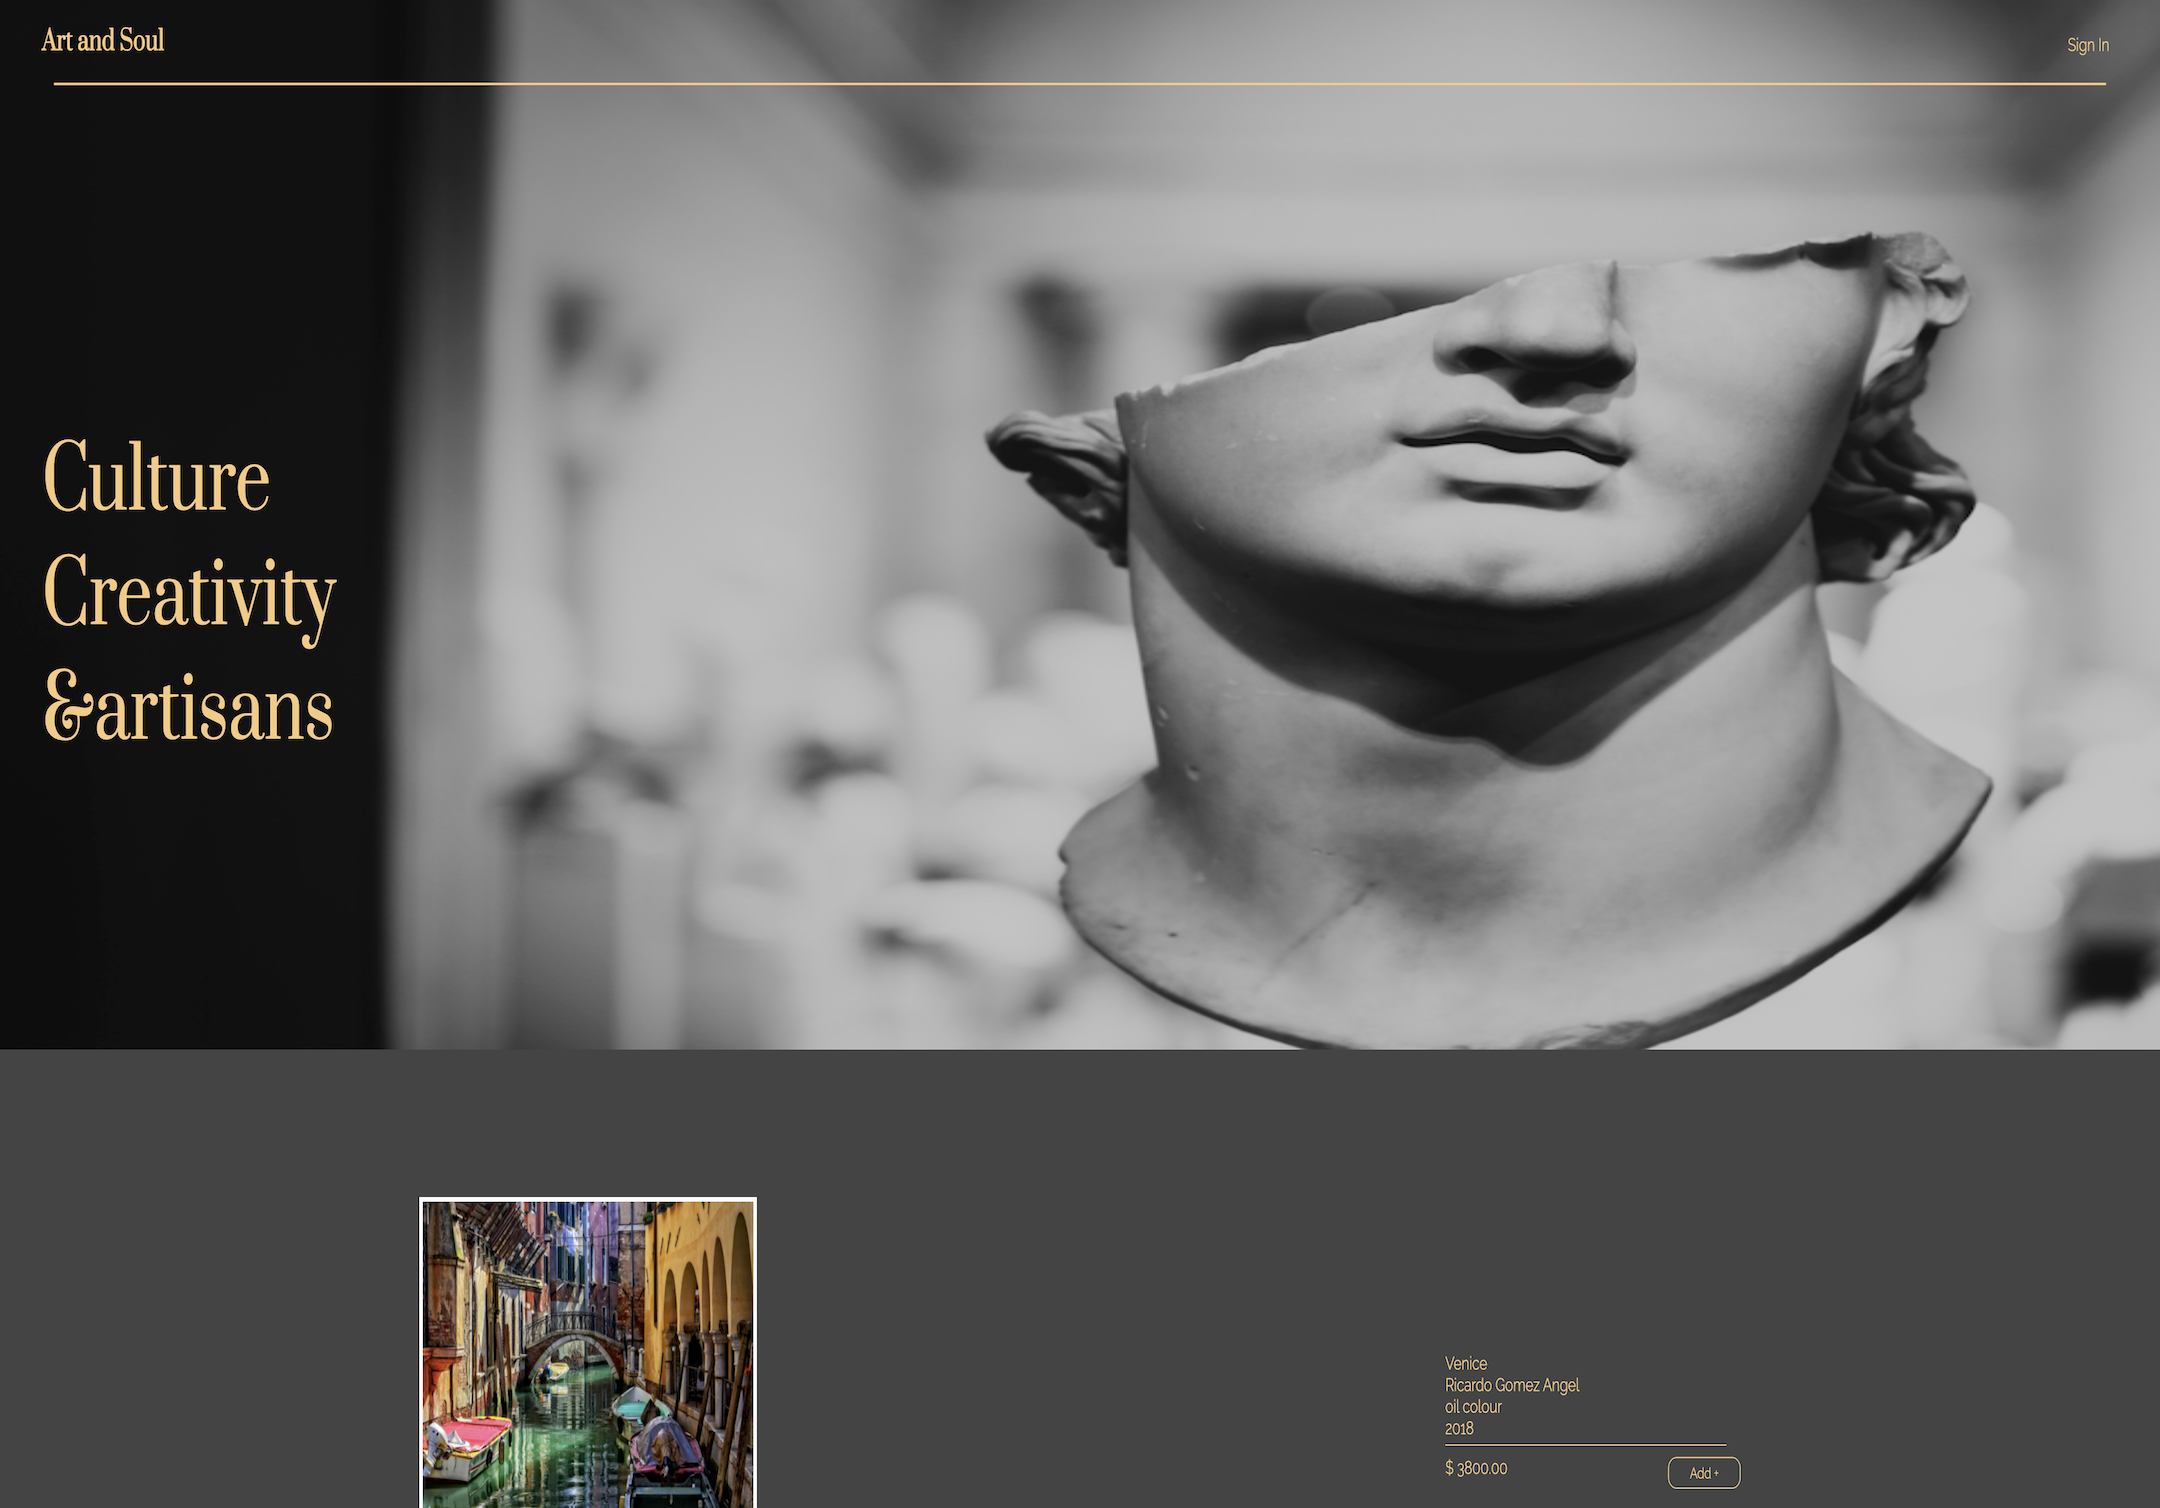 Art and Soul
Sign In
Culture
Creativity
&artisans
Venice
Ricardo Gomez Angel
oil colour
2018
$ 3800.00
Add +